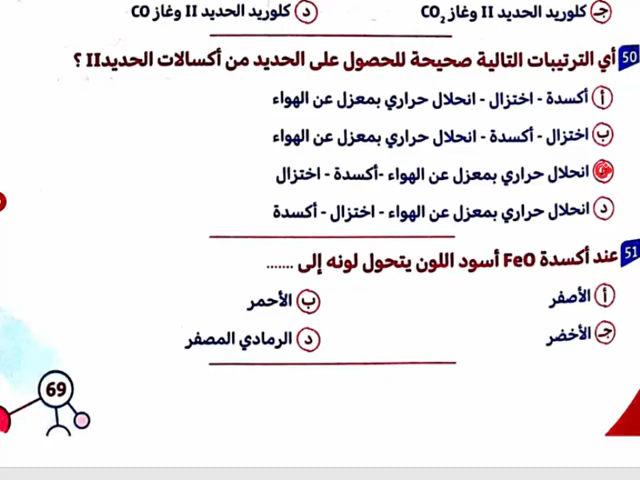 جـ كلوريد الحديد II وغاز CO2 د كلوريد الحديد II وغاز CO
50 أي الترتيبات التالية صحيحة للحصول على الحديد من أكسالات الحديدII ؟
أ أكسدة - اختزال - انحلال حراري بمعزل عن الهواء
ب اختزال - أكسدة - انحلال حراري بمعزل عن الهواء
انحلال حراري بمعزل عن الهواء -أكسدة - اختزال
د انحلال حراري بمعزل عن الهواء - اختزال - أكسدة
51 عند أكسدة FeO أسود اللون يتحول لونه إلى .......
أ الأصفر ب الأحمر
جـ الأخضر د الرمادي المصفر
69